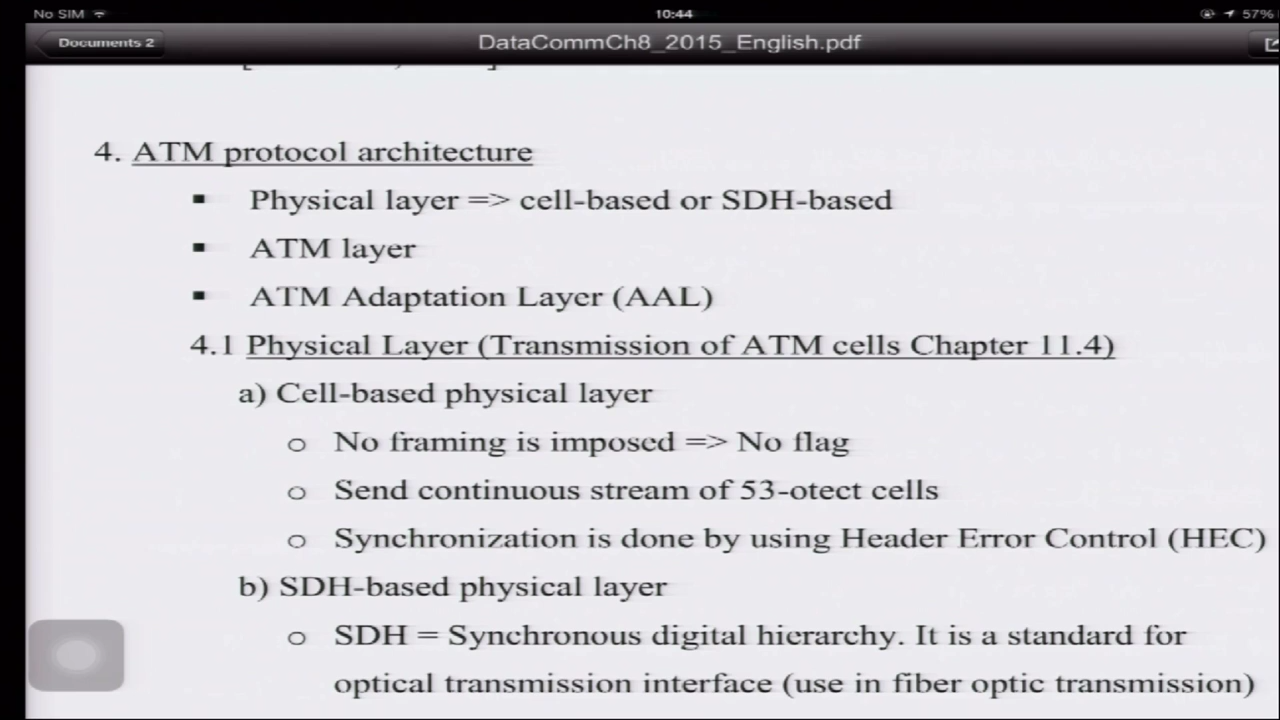 No SIM 10:44 57%
Documents 2 DataCommCh8_2015_English.pdf
4. ATM protocol architecture
▪ Physical layer => cell-based or SDH-based
▪ ATM layer
▪ ATM Adaptation Layer (AAL)
4.1 Physical Layer (Transmission of ATM cells Chapter 11.4)
a) Cell-based physical layer
o No framing is imposed => No flag
o Send continuous stream of 53-otect cells
o Synchronization is done by using Header Error Control (HEC)
b) SDH-based physical layer
o SDH = Synchronous digital hierarchy. It is a standard for
optical transmission interface (use in fiber optic transmission)